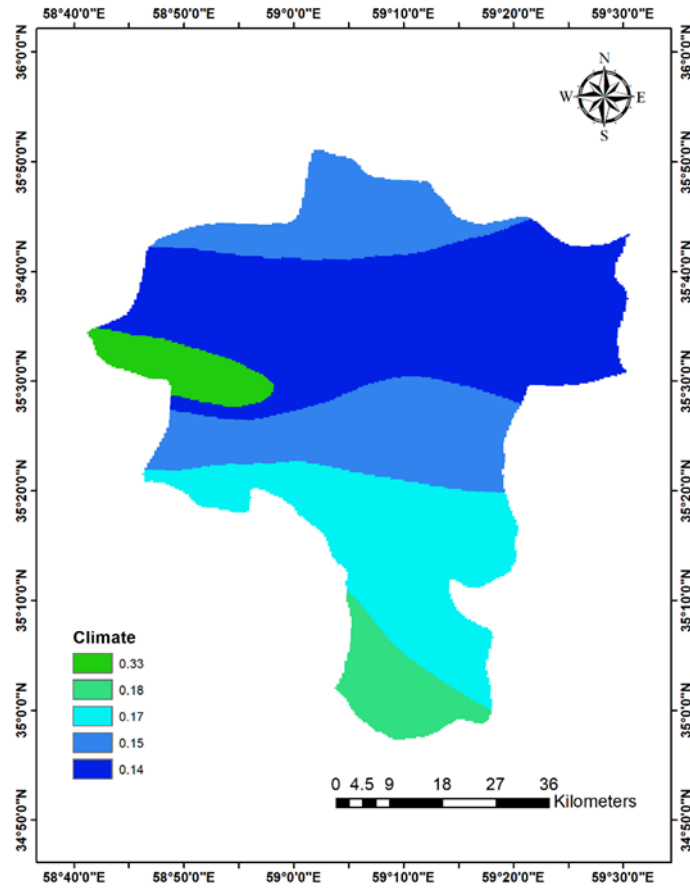 58°40'0"E 58°50'0"E 59°0'0"E 59°10'0"E 59°20'0"E 59°30'0"E
36°0'0"N 36°0'0"N
N
W E
S
35°50'0"N 35°50'0"N
35°40'0"N 35°40'0"N
35°30'0"N 35°30'0"N
35°20'0"N 35°20'0"N
35°10'0"N 35°10'0"N
Climate
0.33
0.18
35°0'0"N 35°0'0"N
0.17
0.15
0.14
0 4.5 9 18 27 36
Kilometers
34°50'0"N 34°50'0"N
58°40'0"E 58°50'0"E 59°0'0"E 59°10'0"E 59°20'0"E 59°30'0"E